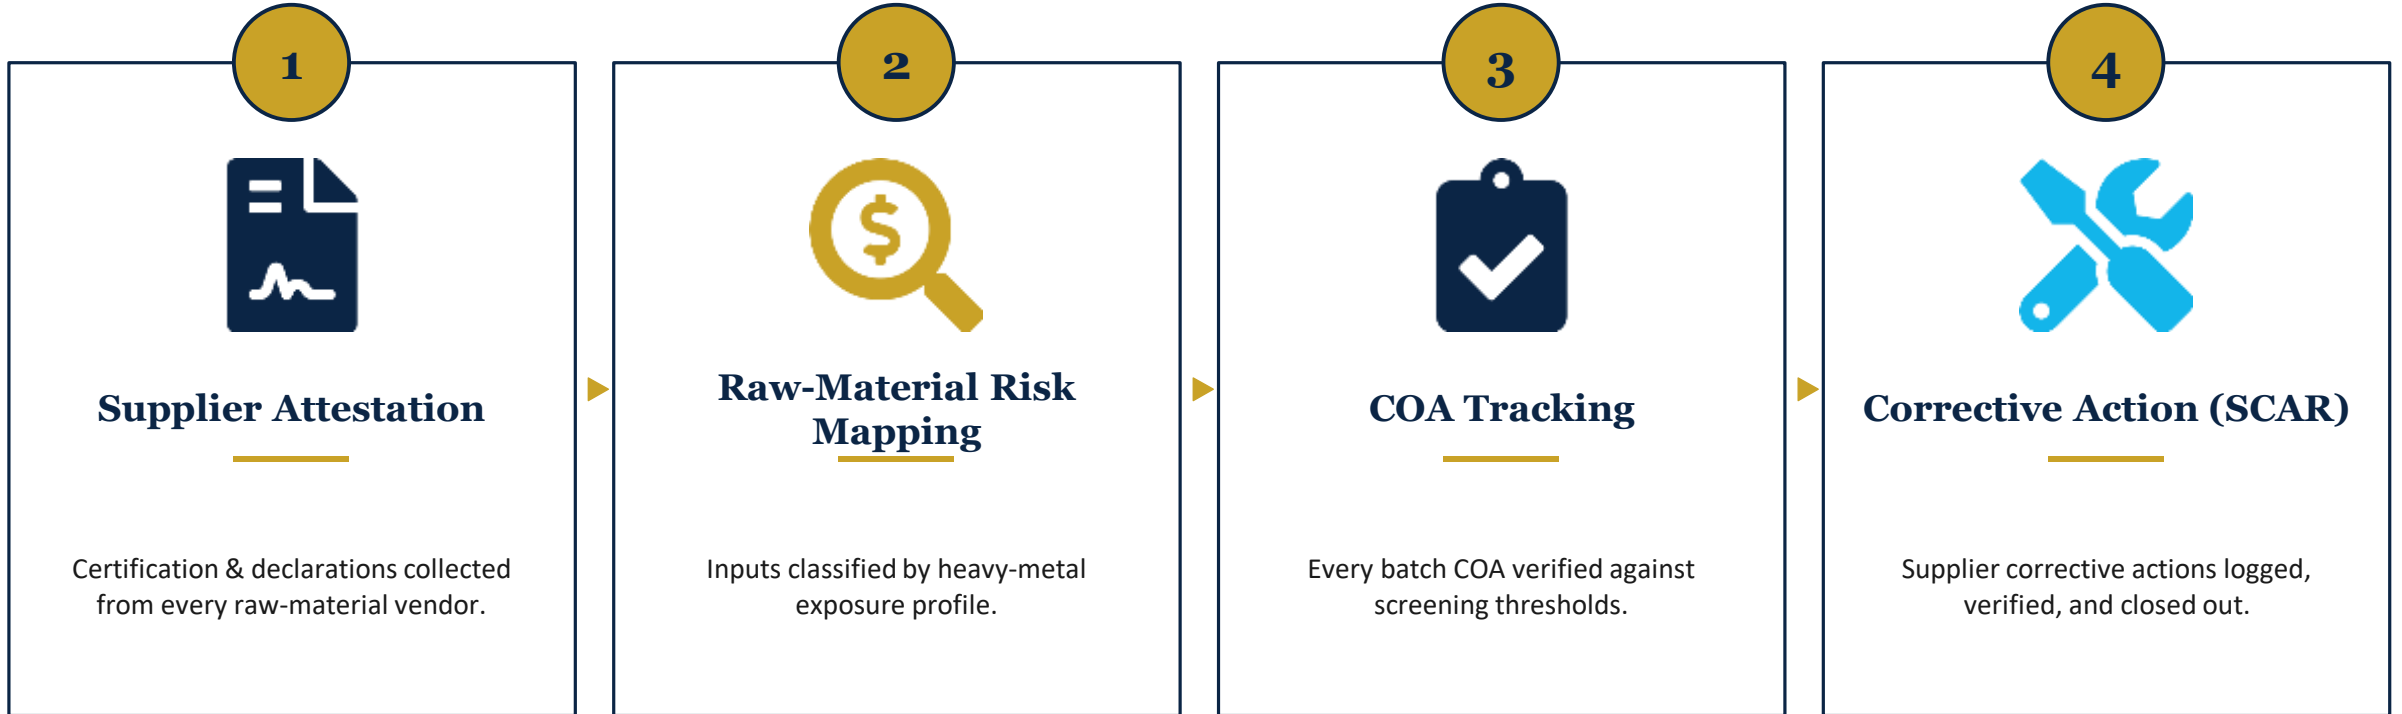 1
Supplier Attestation
Certification & declarations collected
from every raw-material vendor.
2
$
Raw-Material Risk
Mapping
Inputs classified by heavy-metal
exposure profile.
3
COA Tracking
Every batch COA verified against
screening thresholds.
4
Corrective Action (SCAR)
Supplier corrective actions logged,
verified, and closed out.